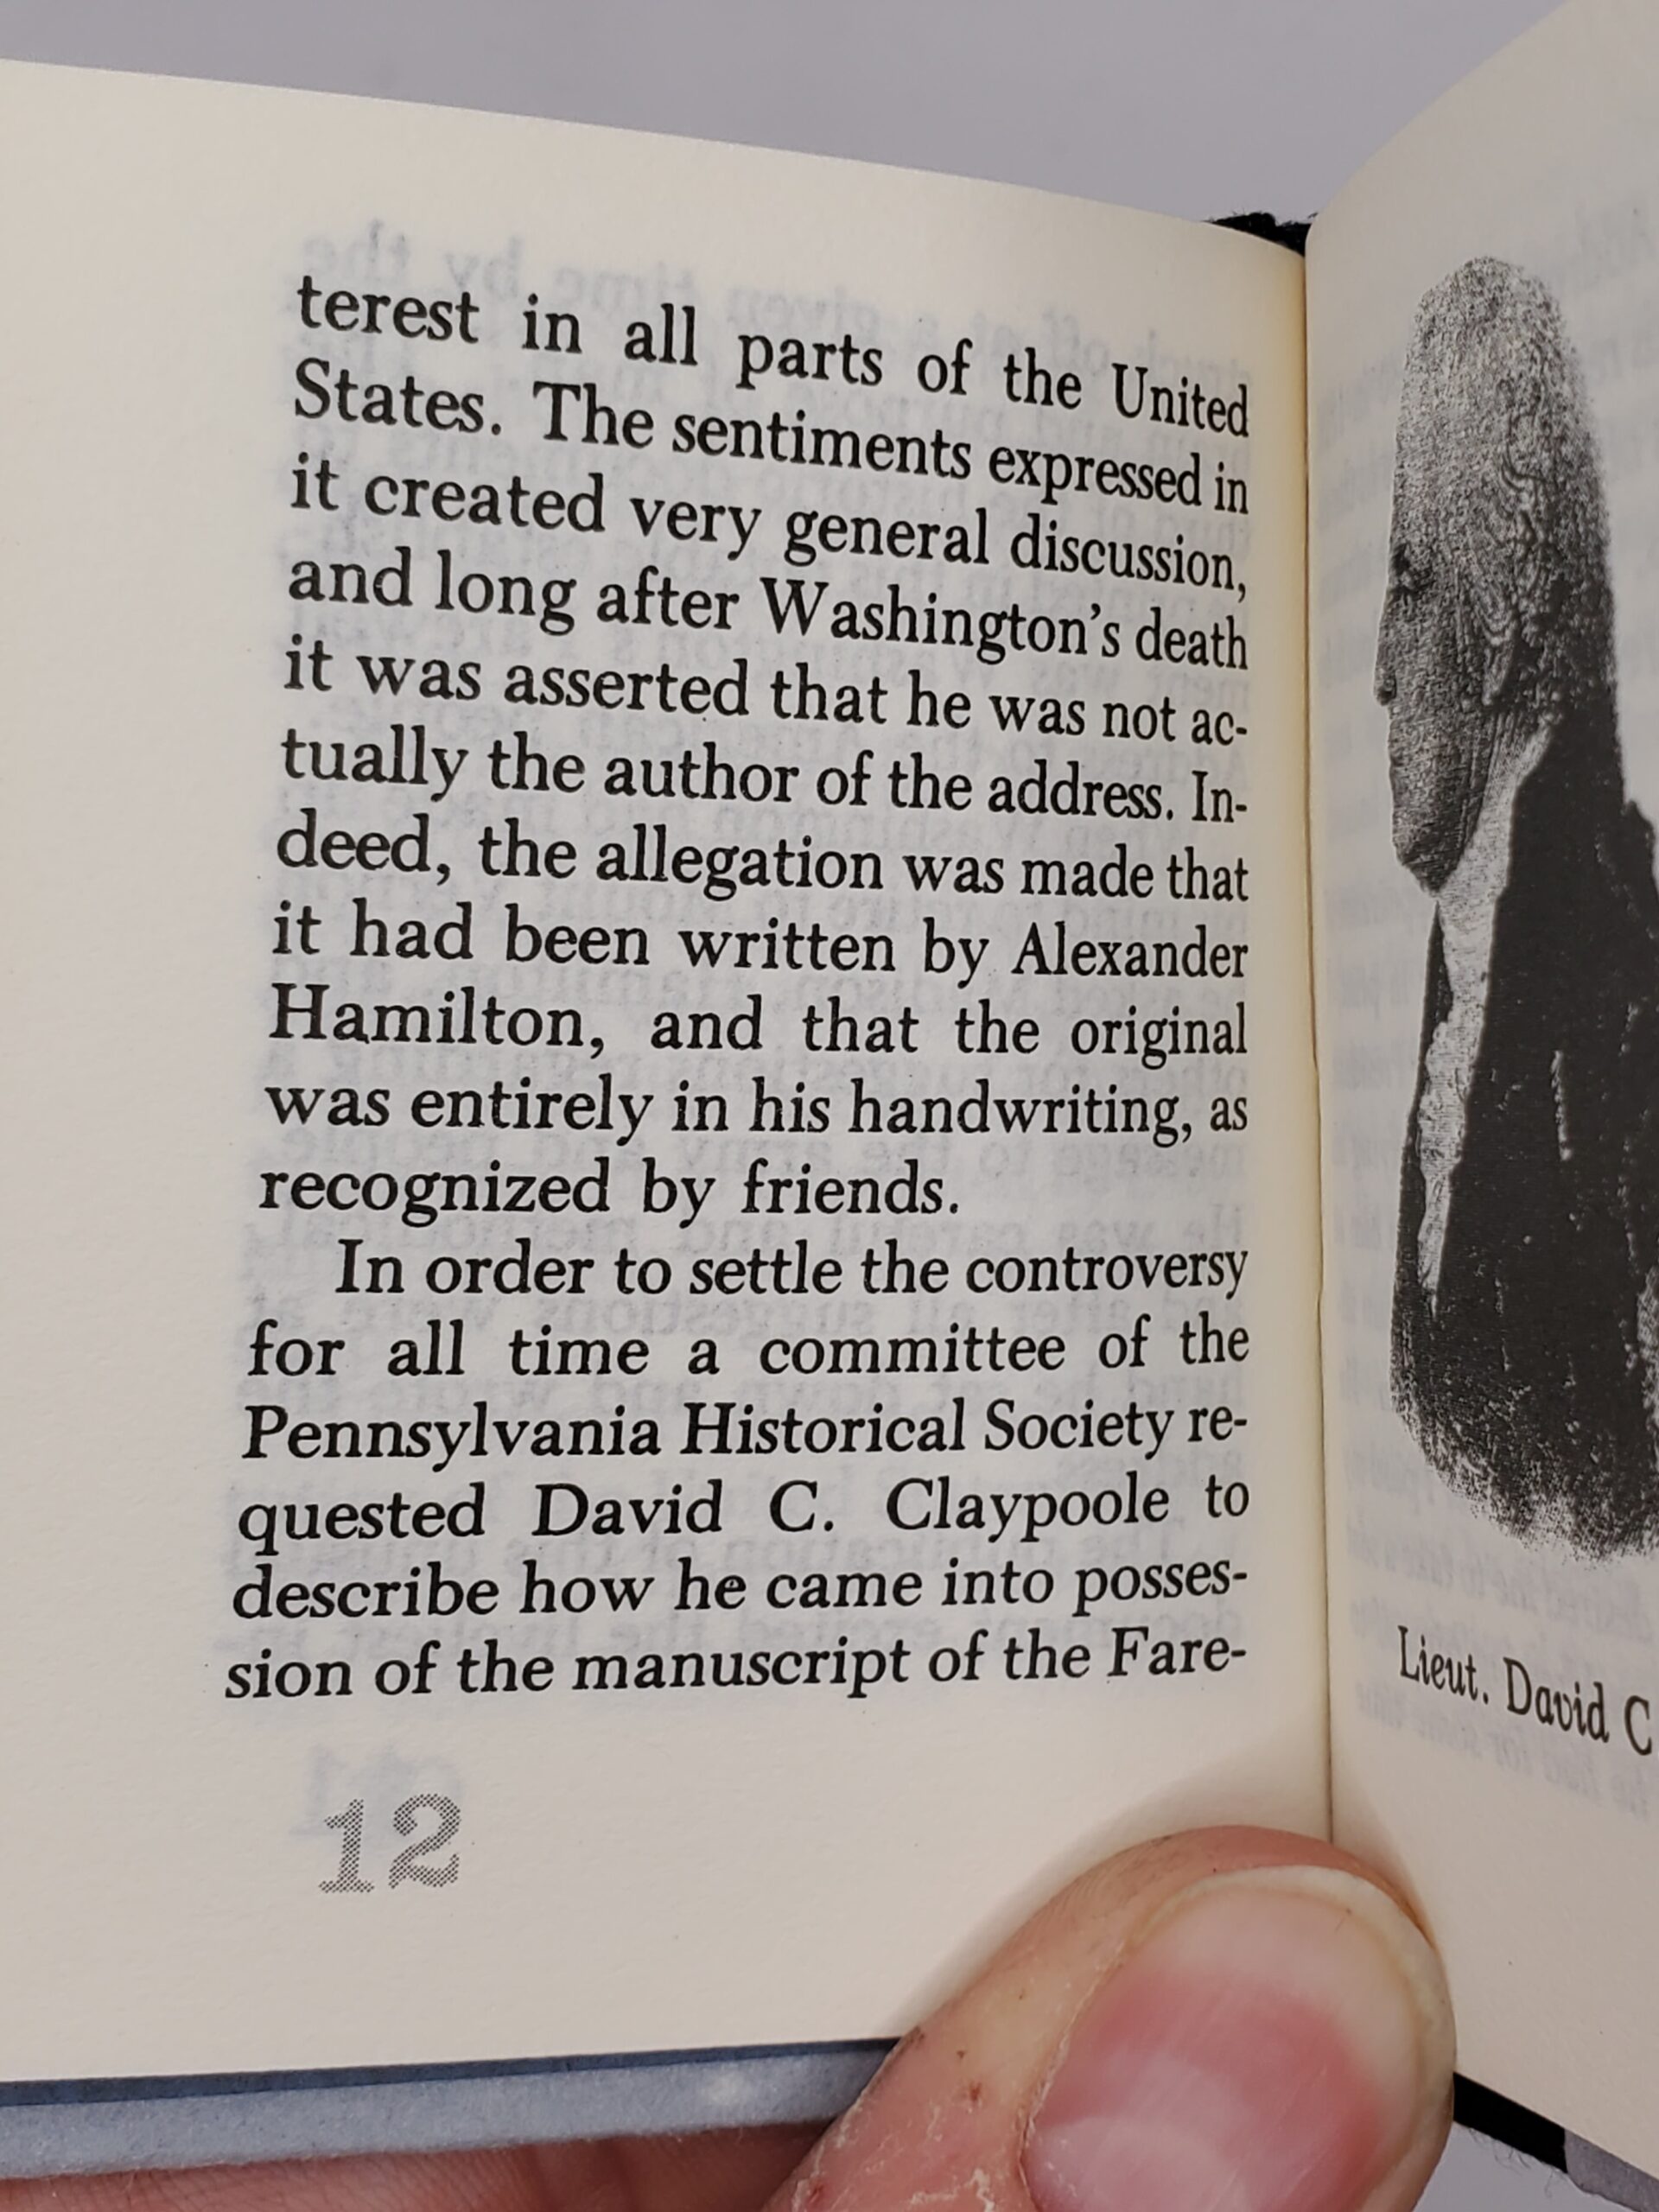 terest in all parts of the United
States. The sentiments expressed in
it created very general discussion,
and long after Washington's death
it was asserted that he was not ac-
tually the author of the address. In-
deed, the allegation was made that
it had been written by Alexander
Hamilton, and that the original
was entirely in his handwriting, as
recognized by friends.
In order to settle the controversy
for all time a committee of the
Pennsylvania Historical Society re-
quested David C. Claypoole to
describe how he came into posses-
sion of the manuscript of the Fare-
12
Lieut. David C